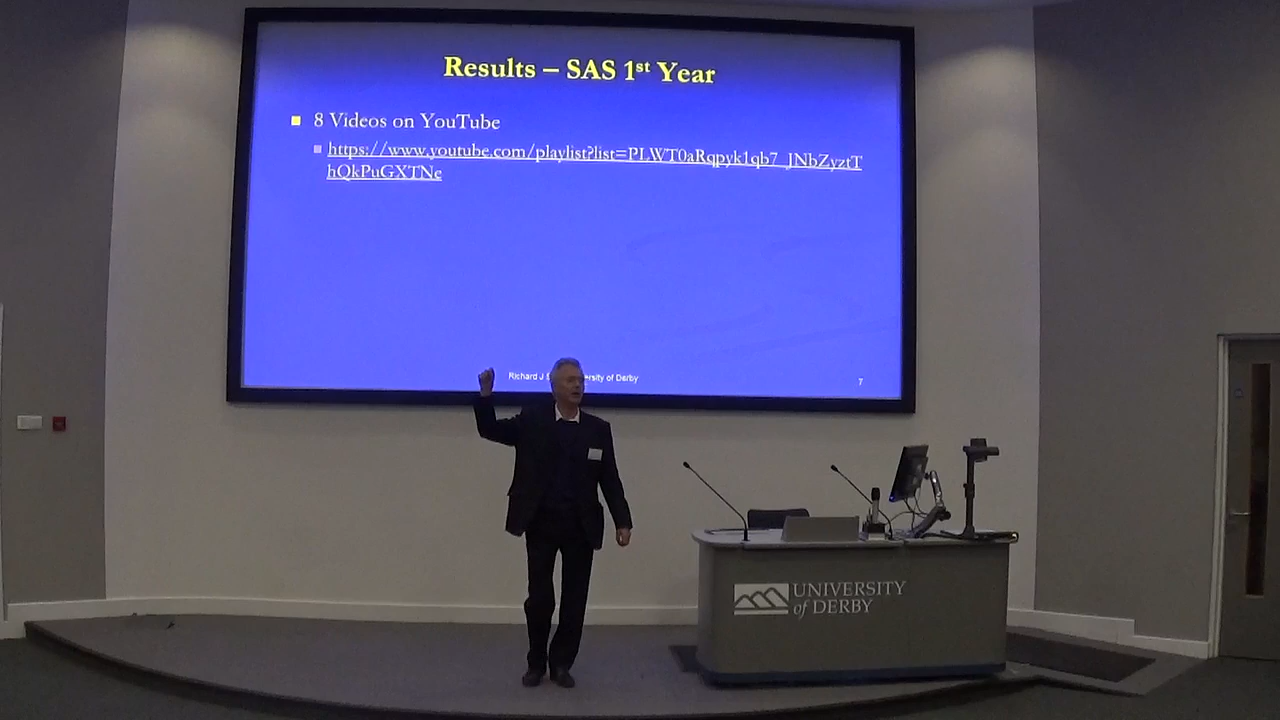 Results – SAS 1st Year
8 Videos on YouTube
https://www.youtube.com/playlist?list=PLWT0aRqpyk1qb7_JNbZyztT
hQkPuGXTNe
Richard J of Derby
7
UNIVERSITY
of DERBY